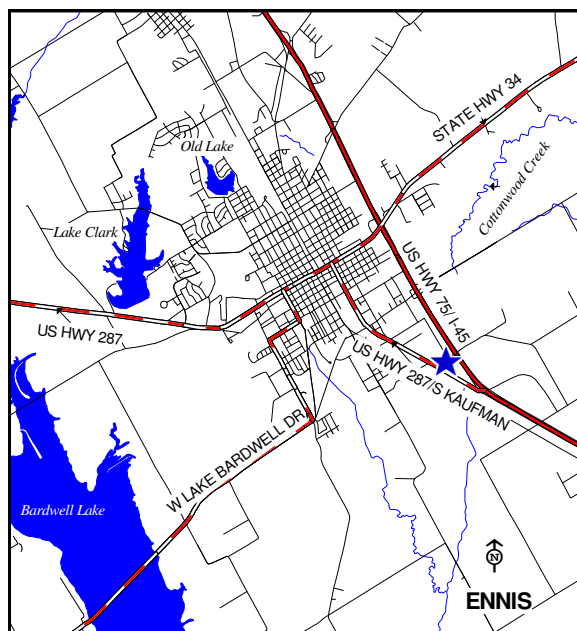 STATE HWY 34
Old Lake
Cottonwood Creek
Lake Clark
US HWY 75/ I-45
US HWY 287
US HWY 287/S KAUFMAN
W LAKE BARDWELL DR
Bardwell Lake
N
ENNIS